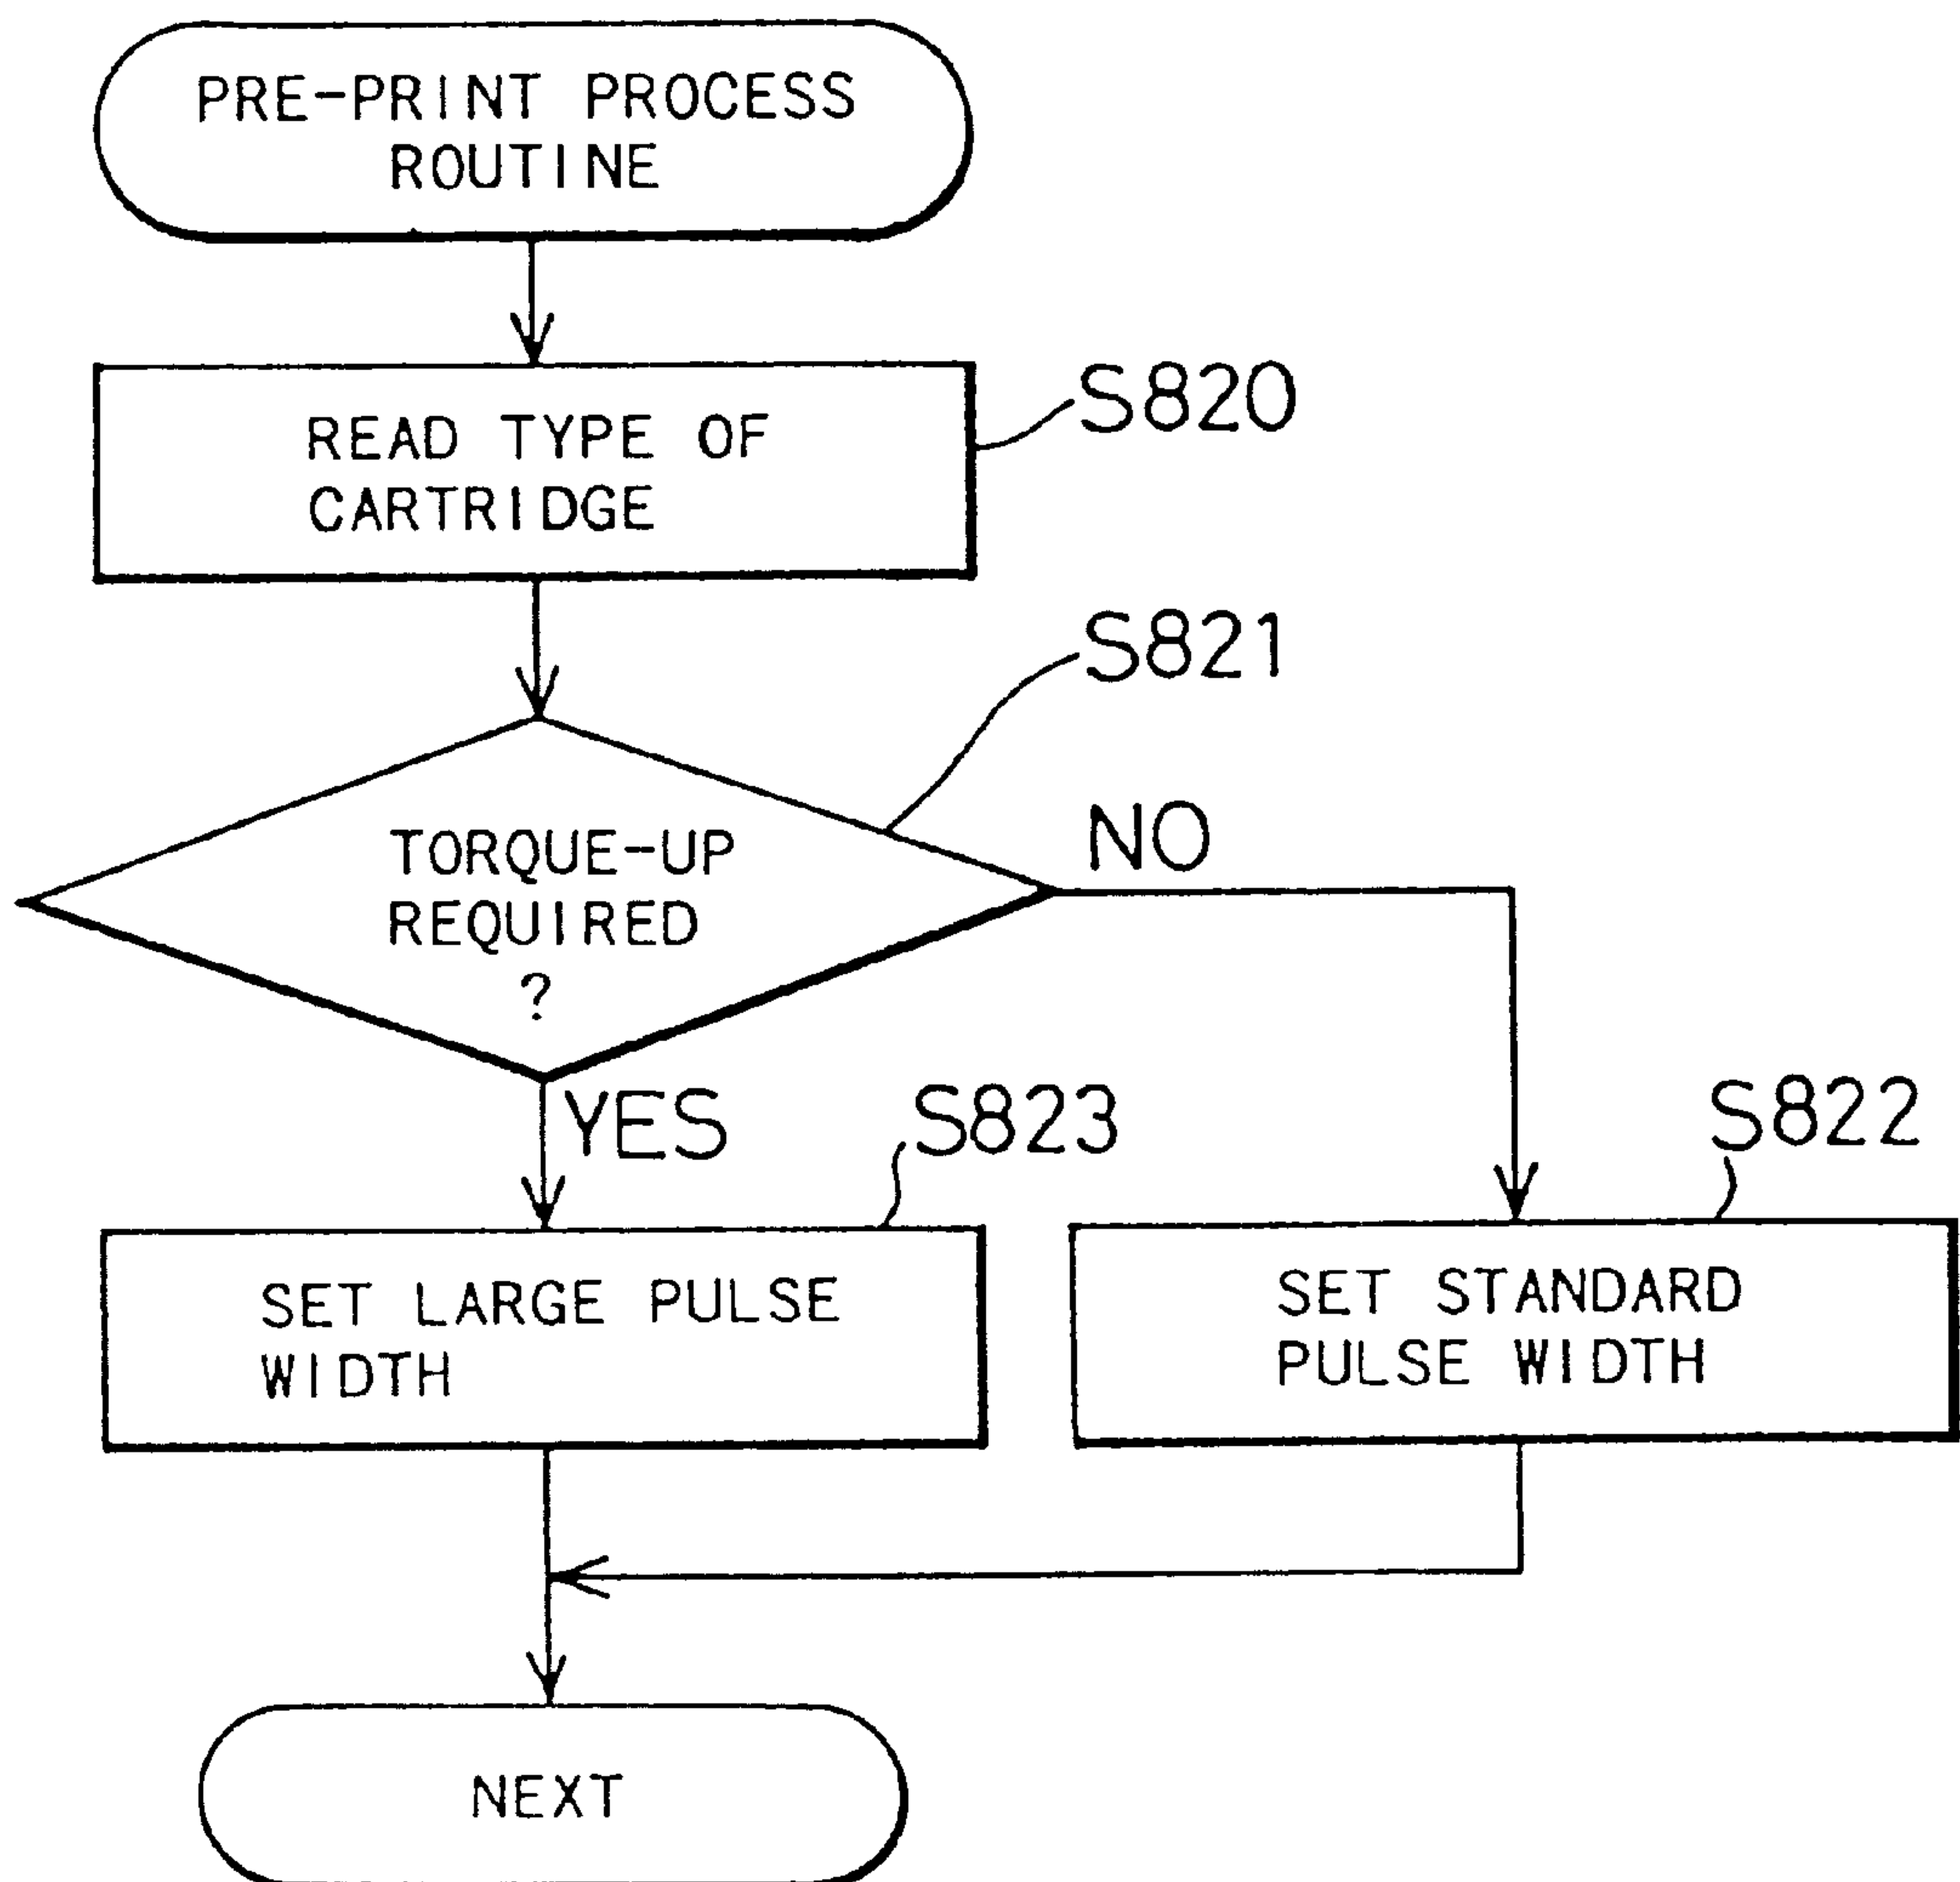 PRE-PRINT PROCESS
ROUTINE
S820
READ TYPE OF
CARTRIDGE
S821
NO
TORQUE-UP
REQUIRED
?
YES
S823
S822
SET LARGE PULSE
WIDTH
SET STANDARD
PULSE WIDTH
NEXT